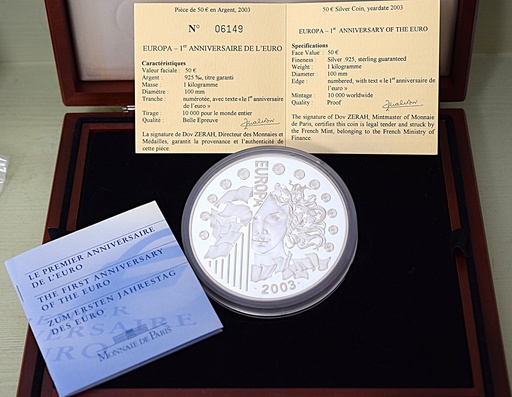 Pièce de 50 € en Argent, 2003
N° 06149
EUROPA – 1er ANNIVERSAIRE DE L'EURO
Caractéristiques
Valeur faciale : 50 €
Argent : 925 ‰, titre garanti
Masse : 1 kilogramme
Diamètre : 100 mm
Tranche : numérotée, avec texte « le 1er anniversaire de l'euro »
Tirage : 10 000 pour le monde entier
Qualité : Belle Epreuve
La signature de Dov ZERAH, Directeur des Monnaies et
Médailles, garantit la provenance et l'authenticité de
cette pièce.
50 € Silver Coin, yeardate 2003
EUROPA – 1st ANNIVERSARY OF THE EURO
Specifications
Face Value : 50 €
Fineness : Silver .925, sterling guaranteed
Weight : 1 kilogramme
Diameter : 100 mm
Edge : numbered, with text « le 1er anniversaire de l'euro »
Mintage : 10 000 worldwide
Quality : Proof
The signature of Dov ZERAH, Mintmaster of Monnaie
de Paris, certifies this coin is legal tender and struck by
the French Mint, belonging to the French Ministry of
Finance.
EUROPA
2003
LE PREMIER ANNIVERSAIRE
DE L'EURO
THE FIRST ANNIVERSARY
OF THE EURO
ZUM ERSTEN JAHRESTAG
DES EURO
MONNAIE DE PARIS